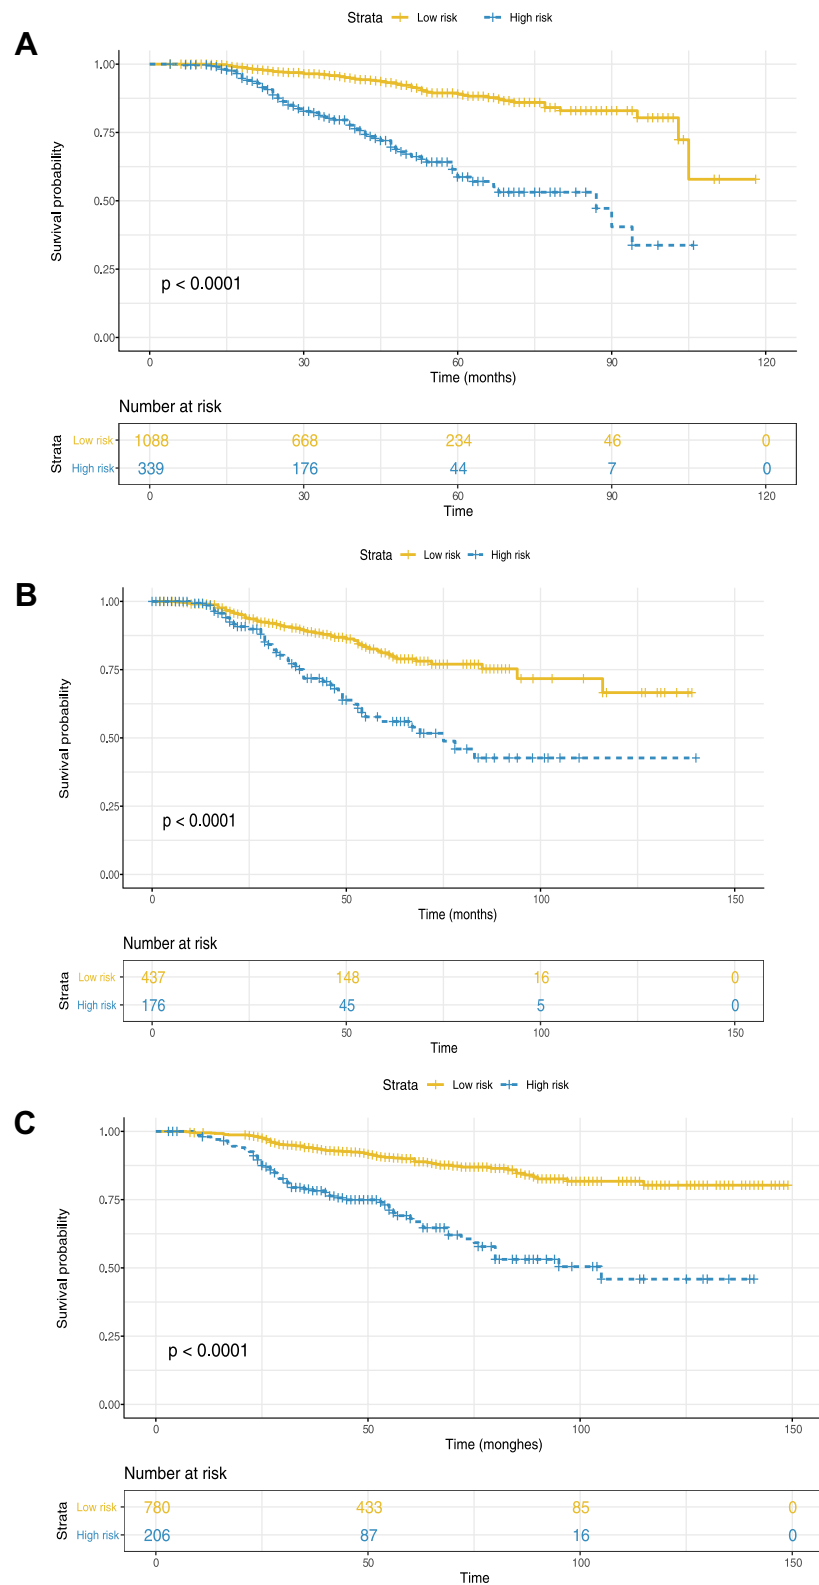 Strata Low risk High risk
A
1.00
0.75
0.50
0.25
0.00
Survival probability
p < 0.0001
0 30 60 90 120
Time (months)
Number at risk
Strata
Low risk 1088 668 234 46 0
High risk 339 176 44 7 0
0 30 60 90 120
Time
Strata Low risk High risk
B
1.00
0.75
0.50
0.25
0.00
Survival probability
p < 0.0001
0 50 100 150
Time (months)
Number at risk
Strata
Low risk 437 148 16 0
High risk 176 45 5 0
0 50 100 150
Time
Strata Low risk High risk
C
1.00
0.75
0.50
0.25
0.00
Survival probability
p < 0.0001
0 50 100 150
Time (monghes)
Number at risk
Strata
Low risk 780 433 85 0
High risk 206 87 16 0
0 50 100 150
Time